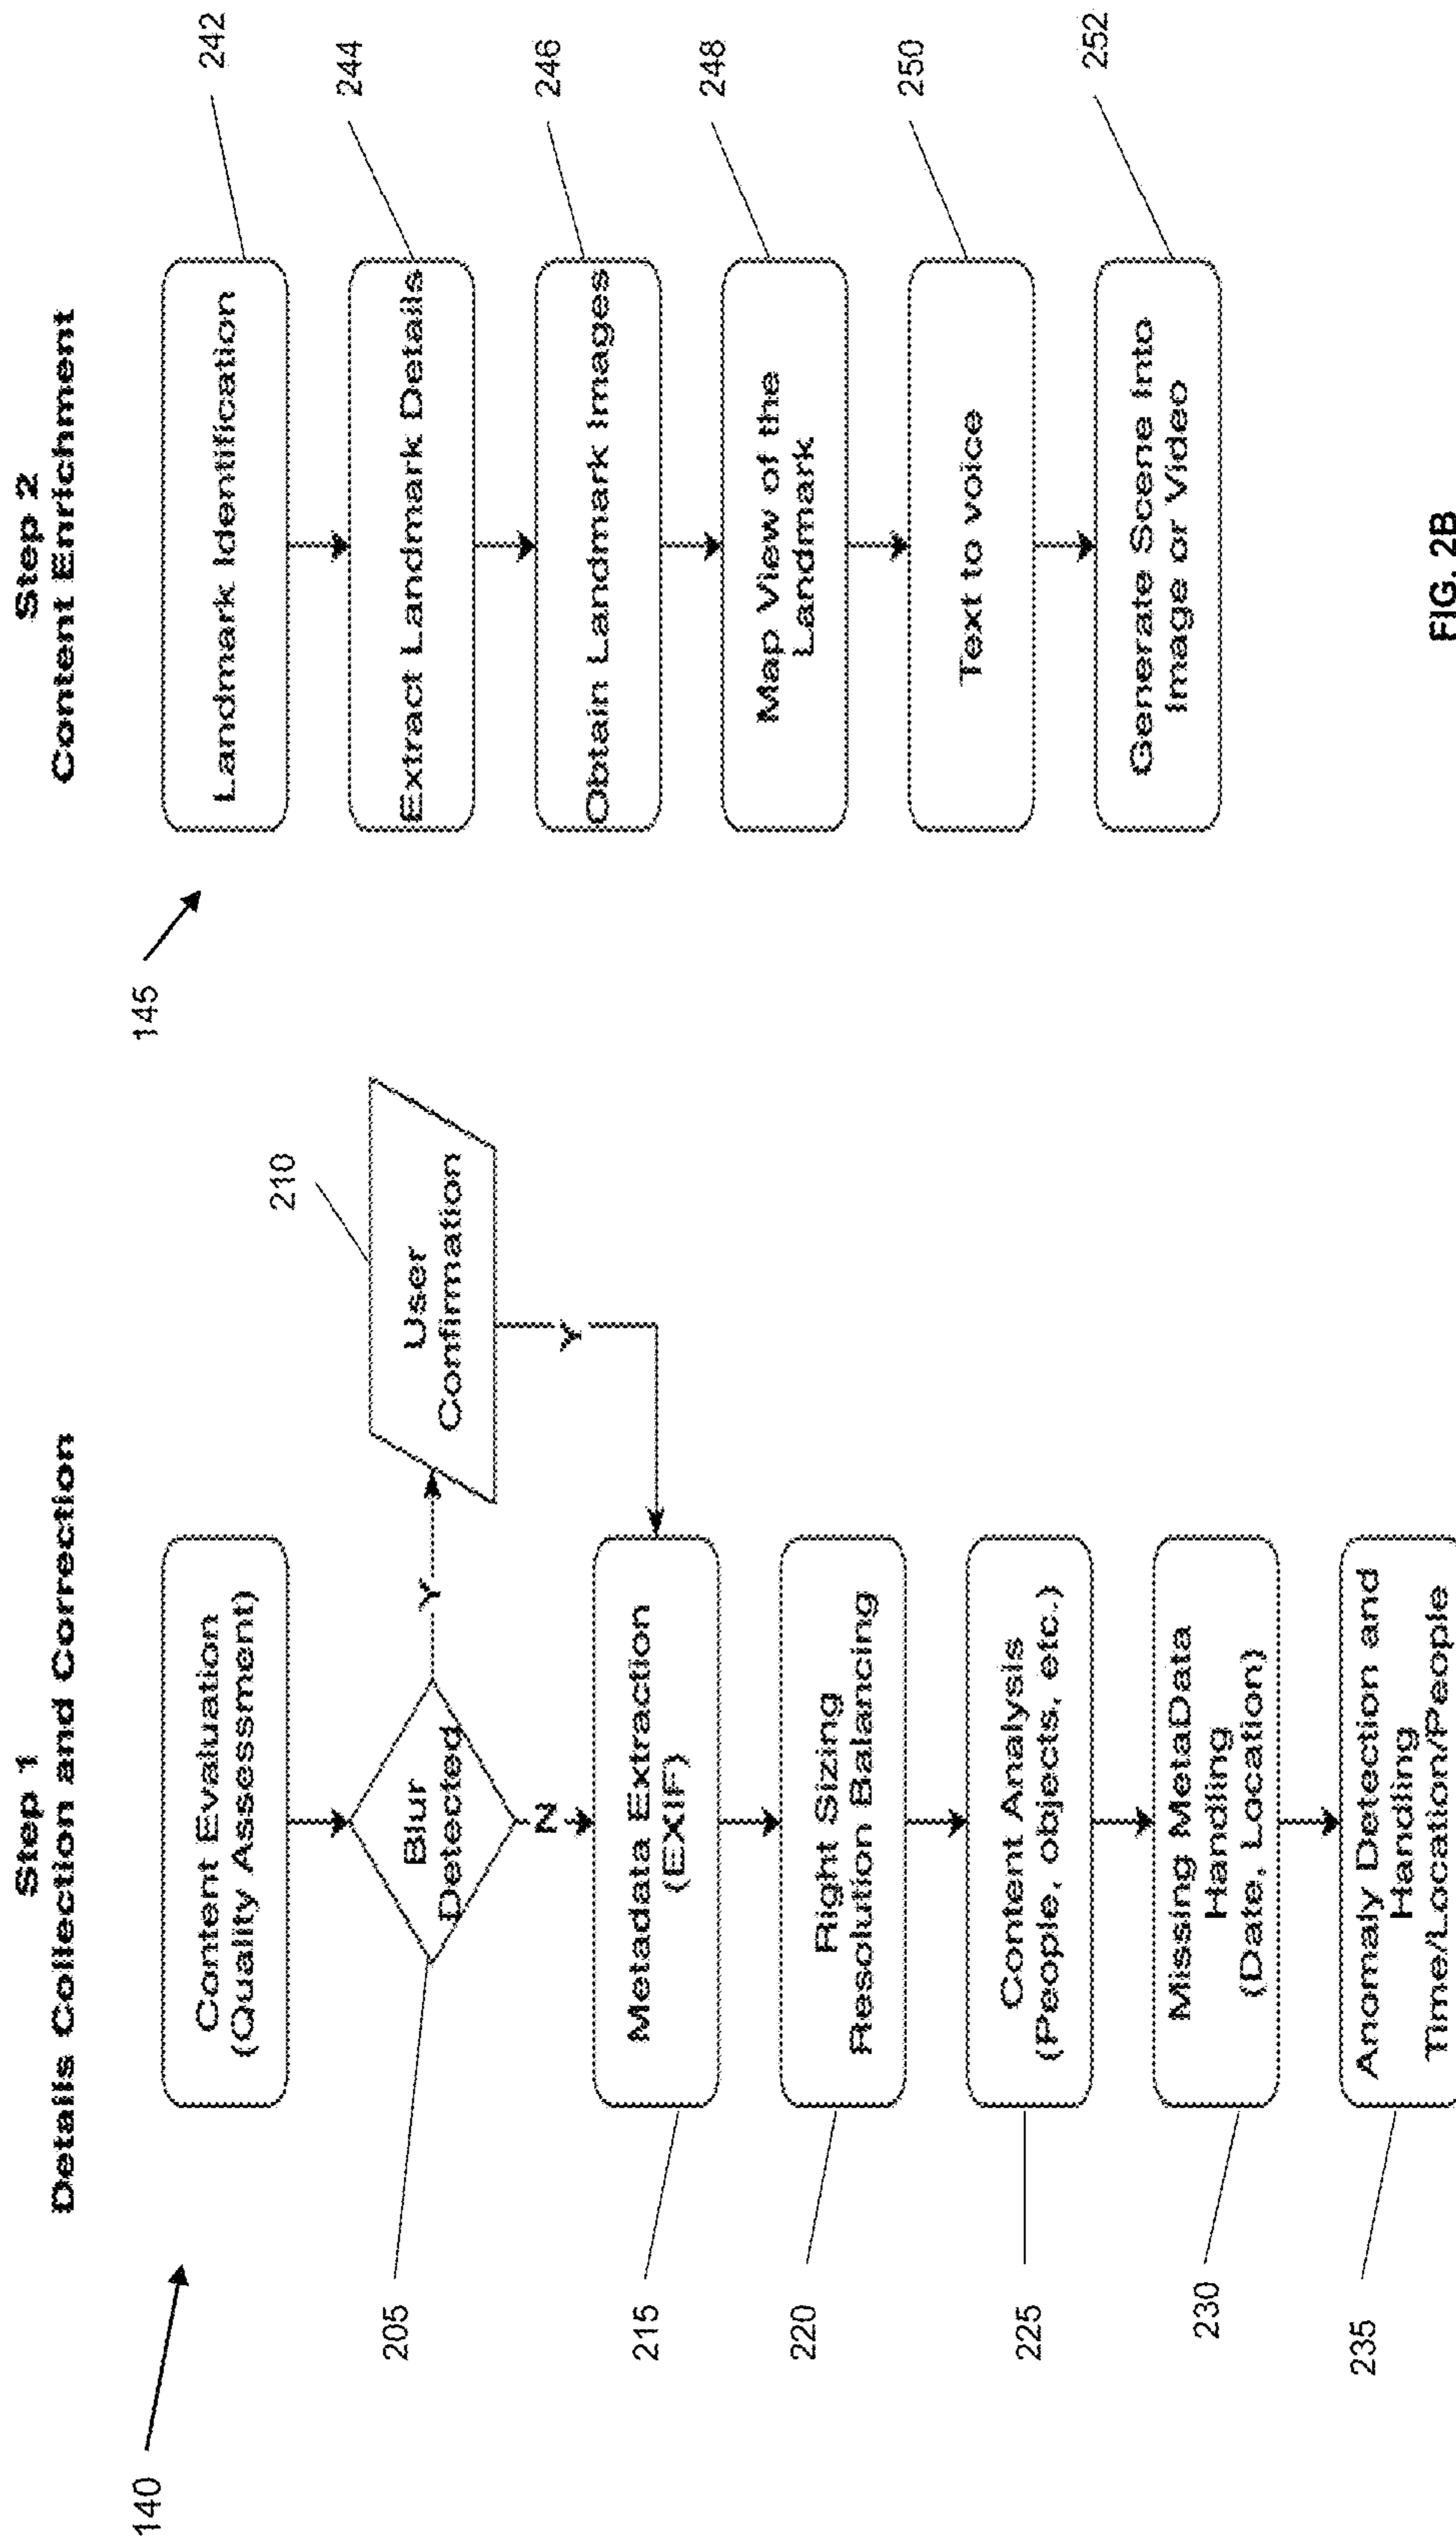 Step 1
Details Collection and Correction
140
Content Evaluation
(Quality Assessment)
Blur
Detected
205
Y
User
Confirmation
210
Y
N
Metadata Extraction
(EXIF)
215
Right Sizing
Resolution Balancing
220
Content Analysis
(People, objects, etc.)
225
Missing MetaData
Handling
(Date, Location)
230
Anomaly Detection and
Handling
Time/Location/People
235
Step 2
Content Enrichment
145
Landmark Identification
242
Extract Landmark Details
244
Obtain Landmark Images
246
Map View of the
Landmark
248
Text to voice
250
Generate Scene into
Image or Video
252
FIG. 2B